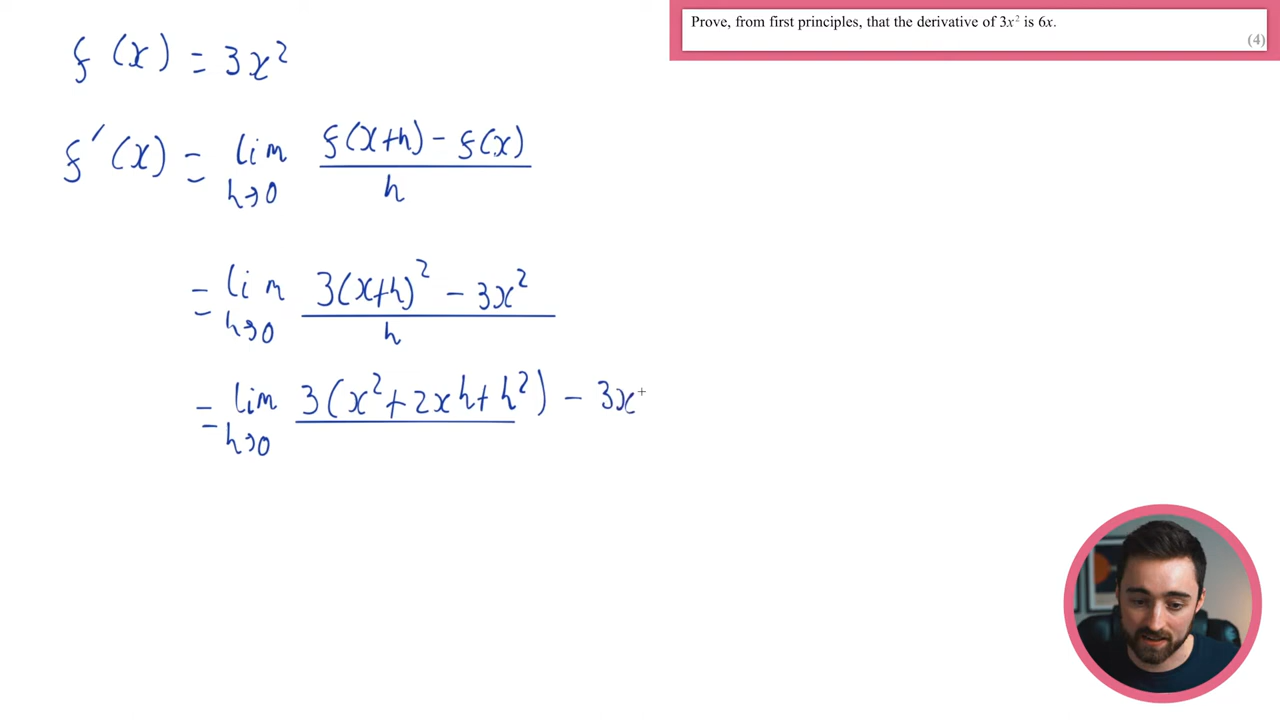 Prove, from first principles, that the derivative of 3x² is 6x.
(4)
f(x) = 3x²
f'(x) = lim h→0 f(x+h) - f(x) / h
= lim h→0 3(x+h)² - 3x² / h
= lim h→0 3(x² + 2xh + h²) - 3x